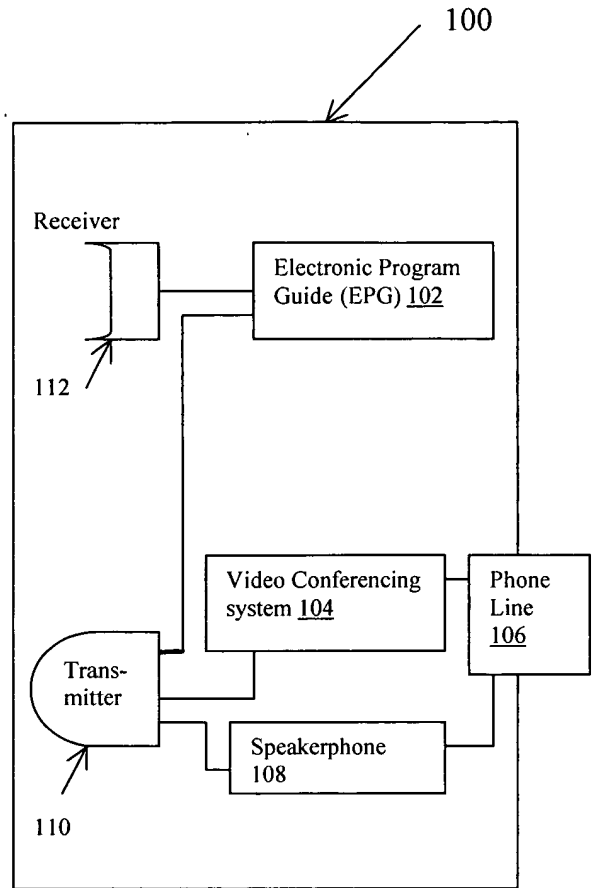 100
Receiver
Electronic Program
Guide (EPG) 102
112
Video Conferencing
system 104
Phone
Line
106
Trans-
mitter
Speakerphone
108
110